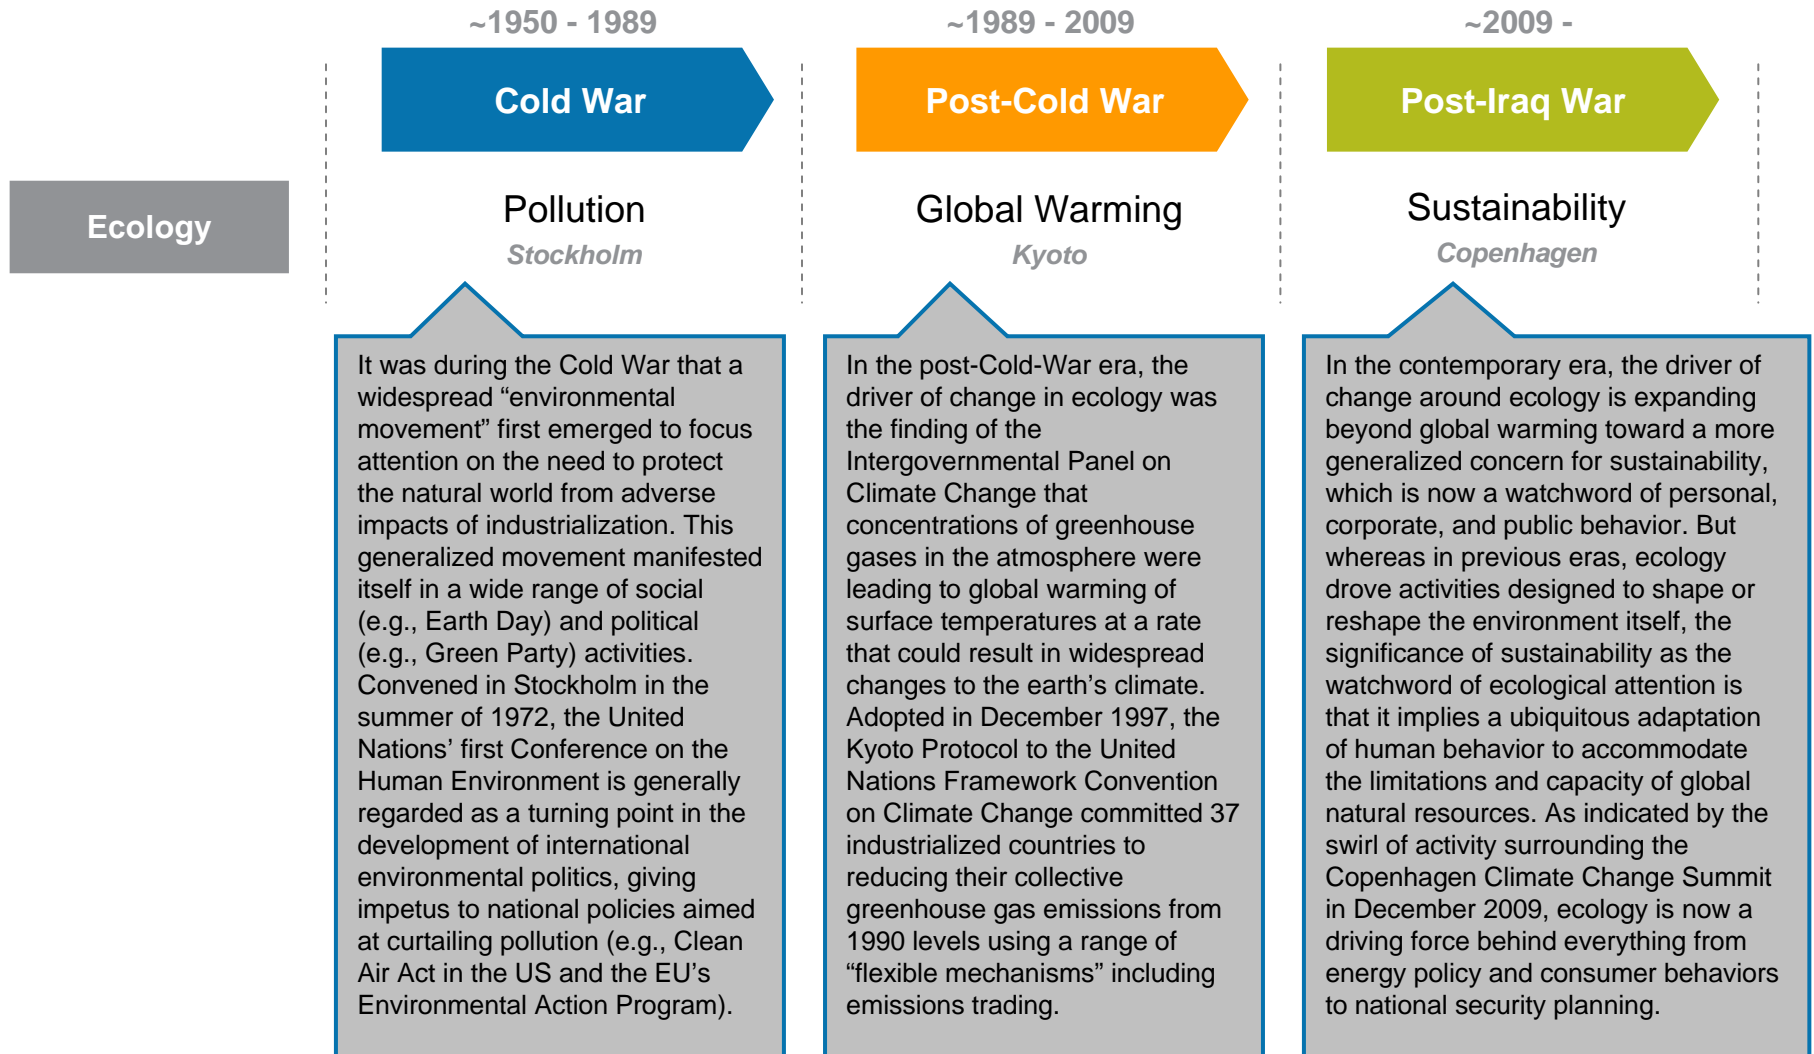 ~1950 - 1989
~1989 - 2009
~2009 -
Cold War
Post-Cold War
Post-Iraq War
Ecology
Pollution
Stockholm
Global Warming
Kyoto
Sustainability
Copenhagen
It was during the Cold War that a
widespread “environmental
movement” first emerged to focus
attention on the need to protect
the natural world from adverse
impacts of industrialization. This
generalized movement manifested
itself in a wide range of social
(e.g., Earth Day) and political
(e.g., Green Party) activities.
Convened in Stockholm in the
summer of 1972, the United
Nations’ first Conference on the
Human Environment is generally
regarded as a turning point in the
development of international
environmental politics, giving
impetus to national policies aimed
at curtailing pollution (e.g., Clean
Air Act in the US and the EU’s
Environmental Action Program).
In the post-Cold-War era, the
driver of change in ecology was
the finding of the
Intergovernmental Panel on
Climate Change that
concentrations of greenhouse
gases in the atmosphere were
leading to global warming of
surface temperatures at a rate
that could result in widespread
changes to the earth’s climate.
Adopted in December 1997, the
Kyoto Protocol to the United
Nations Framework Convention
on Climate Change committed 37
industrialized countries to
reducing their collective
greenhouse gas emissions from
1990 levels using a range of
“flexible mechanisms” including
emissions trading.
In the contemporary era, the driver of
change around ecology is expanding
beyond global warming toward a more
generalized concern for sustainability,
which is now a watchword of personal,
corporate, and public behavior. But
whereas in previous eras, ecology
drove activities designed to shape or
reshape the environment itself, the
significance of sustainability as the
watchword of ecological attention is
that it implies a ubiquitous adaptation
of human behavior to accommodate
the limitations and capacity of global
natural resources. As indicated by the
swirl of activity surrounding the
Copenhagen Climate Change Summit
in December 2009, ecology is now a
driving force behind everything from
energy policy and consumer behaviors
to national security planning.